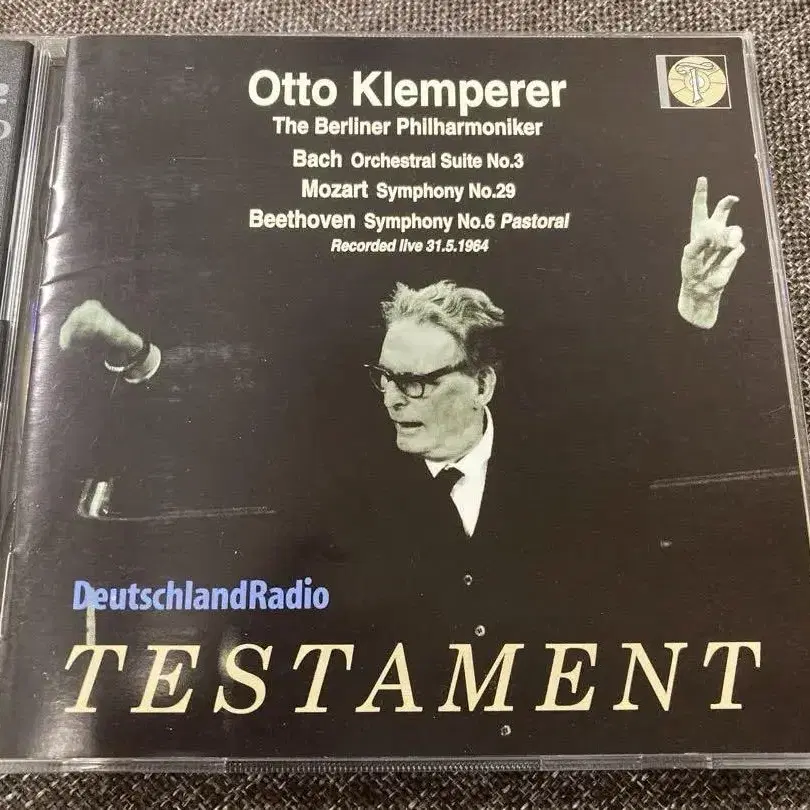 Otto Klemperer
The Berliner Philharmoniker
Bach Orchestral Suite No.3
Mozart Symphony No.29
Beethoven Symphony No.6 Pastoral
Recorded live 31.5.1964
DeutschlandRadio
TESTAMENT